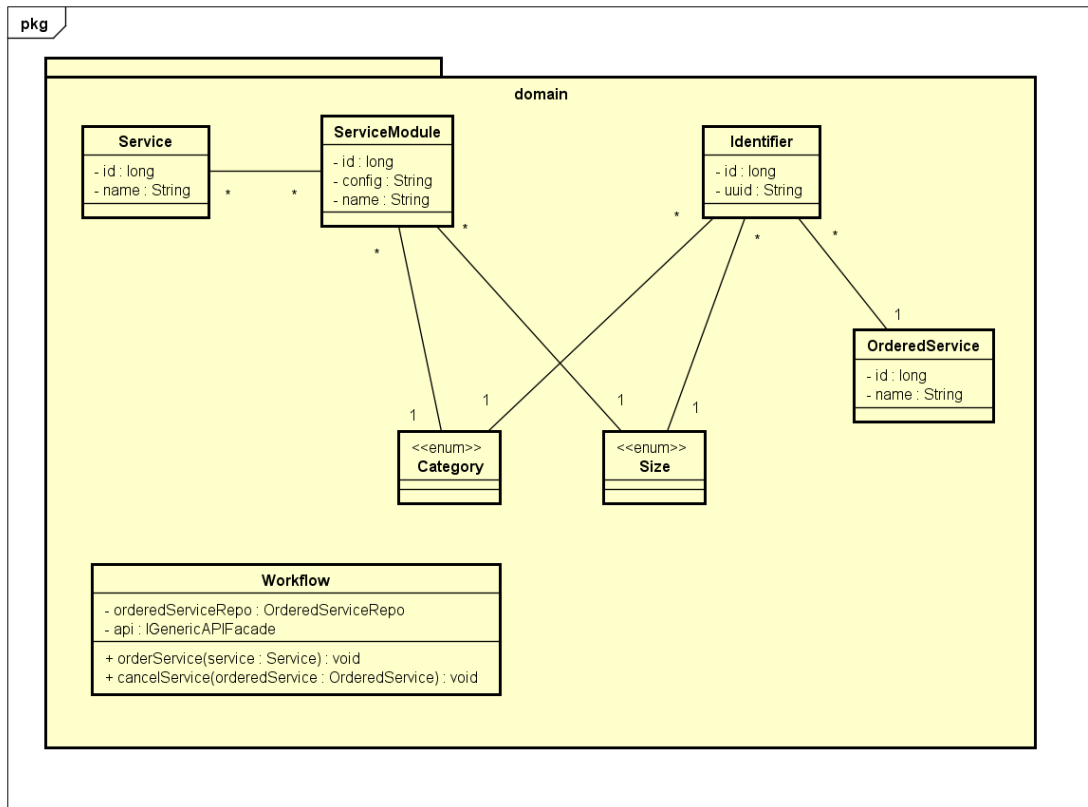 pkg
domain
Service
- id : long
- name : String
ServiceModule
- id : long
- config : String
- name : String
Identifier
- id : long
- uuid : String
*
*
*
*
*
*
*
1
OrderedService
- id : long
- name : String
1
1
1
1
<<enum>>
Category
<<enum>>
Size
Workflow
- orderedServiceRepo : OrderedServiceRepo
- api : IGenericAPIFacade
+ orderService(service : Service) : void
+ cancelService(orderedService : OrderedService) : void